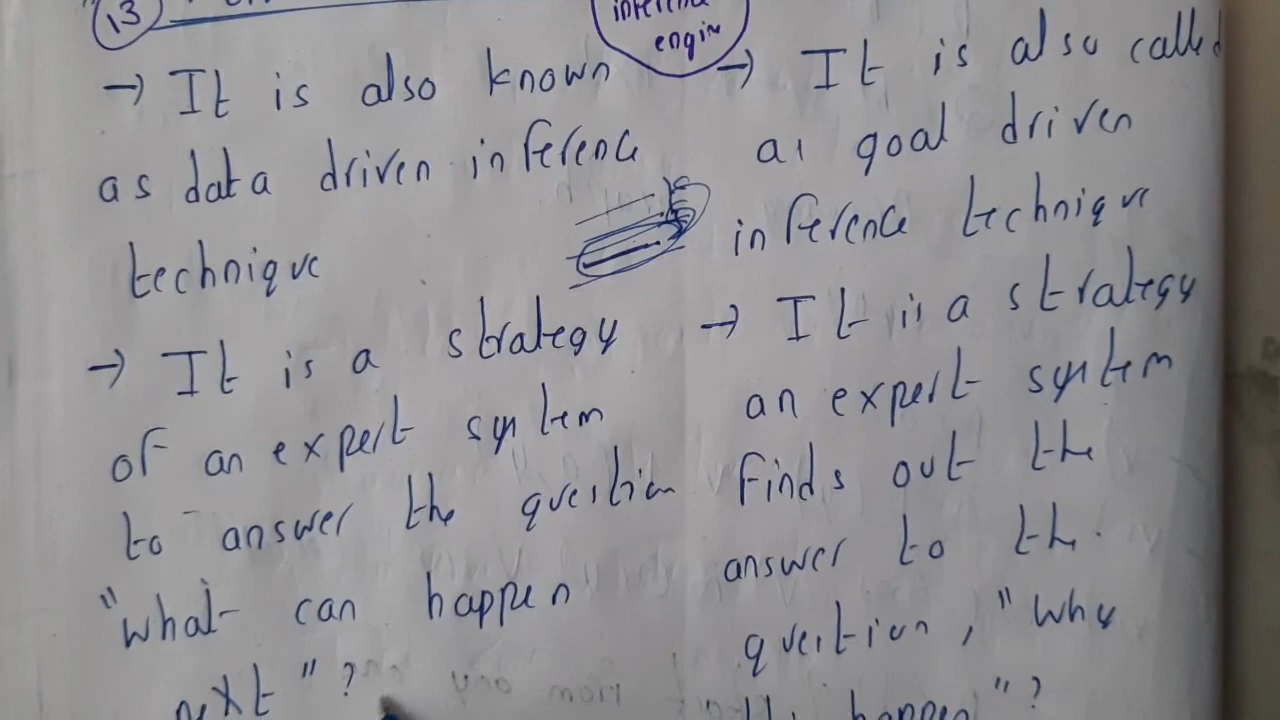 13
inference
engin
→ It is also known
as data driven inference
technique
→ It is a strategy
of an expert system
to answer the question
"what can happen
next"?
→ It is also called
as goal driven
inference technique
→ It is a strategy
an expert system
finds out the
answer to the
question, "Why
happen"?